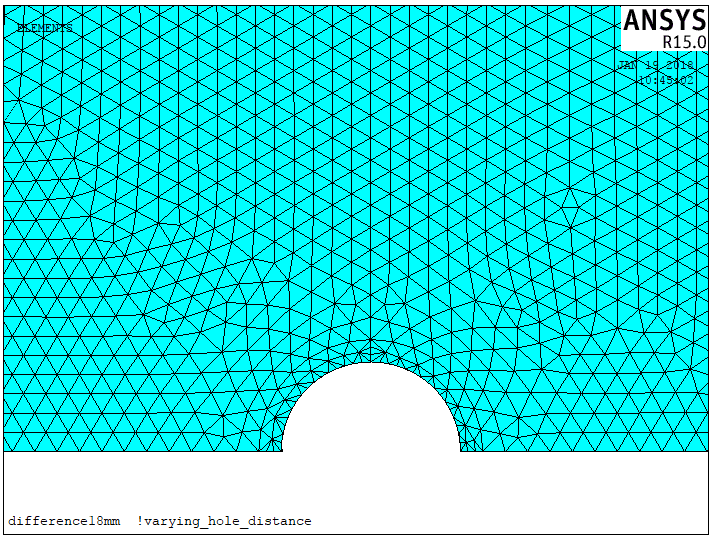 ELEMENTS
ANSYS
R15.0
JAN 19 2018
10:45:02
difference18mm  !varying_hole_distance